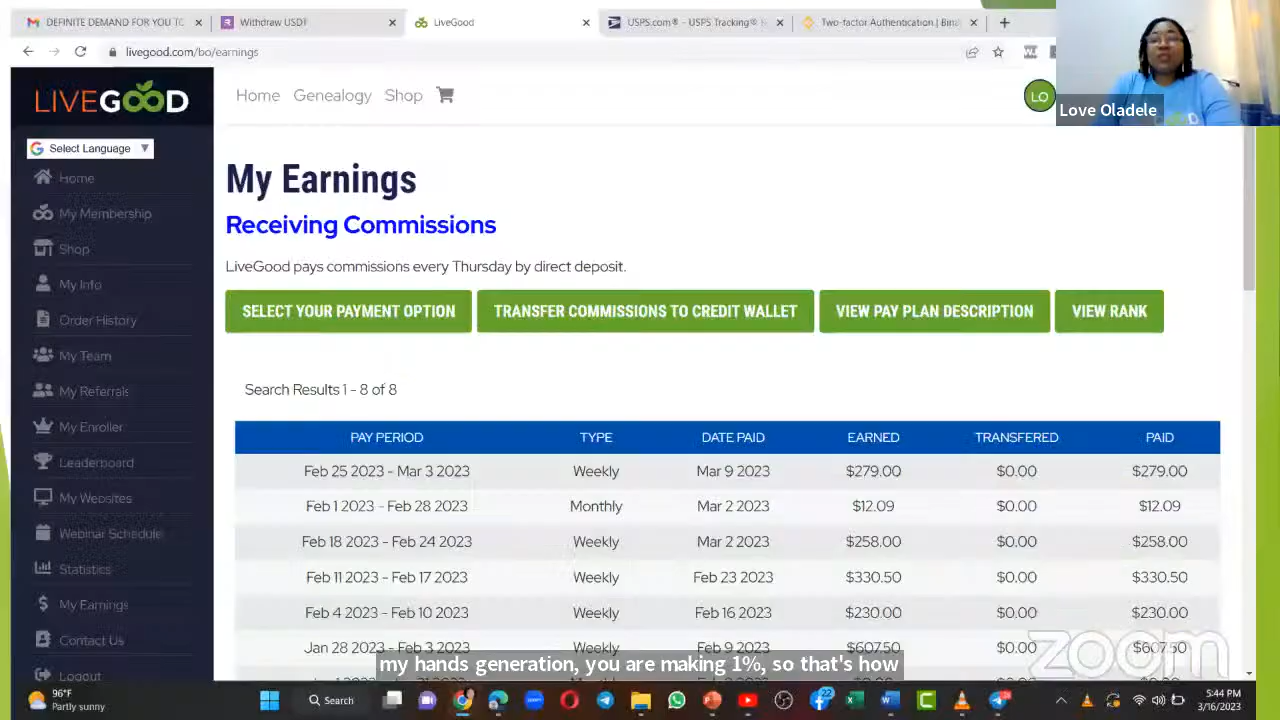 DEFINITE DEMAND FOR YOU TO
Withdraw USDT
LiveGood
USPS.com® - USPS Tracking®
Two-factor Authentication | Bin
livegood.com/bo/earnings
LIVEGOOD
Home Genealogy Shop
LO
Love Oladele
Select Language ▼
Home
My Membership
Shop
My Info
Order History
My Team
My Referrals
My Enroller
Leaderboard
My Websites
Webinar Schedule
Statistics
My Earnings
Contact Us
Logout
My Earnings
Receiving Commissions
LiveGood pays commissions every Thursday by direct deposit.
SELECT YOUR PAYMENT OPTION TRANSFER COMMISSIONS TO CREDIT WALLET VIEW PAY PLAN DESCRIPTION VIEW RANK
Search Results 1 - 8 of 8
PAY PERIOD TYPE DATE PAID EARNED TRANSFERED PAID
Feb 25 2023 - Mar 3 2023 Weekly Mar 9 2023 $279.00 $0.00 $279.00
Feb 1 2023 - Feb 28 2023 Monthly Mar 2 2023 $12.09 $0.00 $12.09
Feb 18 2023 - Feb 24 2023 Weekly Mar 2 2023 $258.00 $0.00 $258.00
Feb 11 2023 - Feb 17 2023 Weekly Feb 23 2023 $330.50 $0.00 $330.50
Feb 4 2023 - Feb 10 2023 Weekly Feb 16 2023 $230.00 $0.00 $230.00
Jan 28 2023 - Feb 3 2023 Weekly Feb 9 2023 $607.50 $0.00 $607.50
my hands generation, you are making 1%, so that's how
zoom
96°F
Partly sunny
Search
22
5:44 PM
3/16/2023